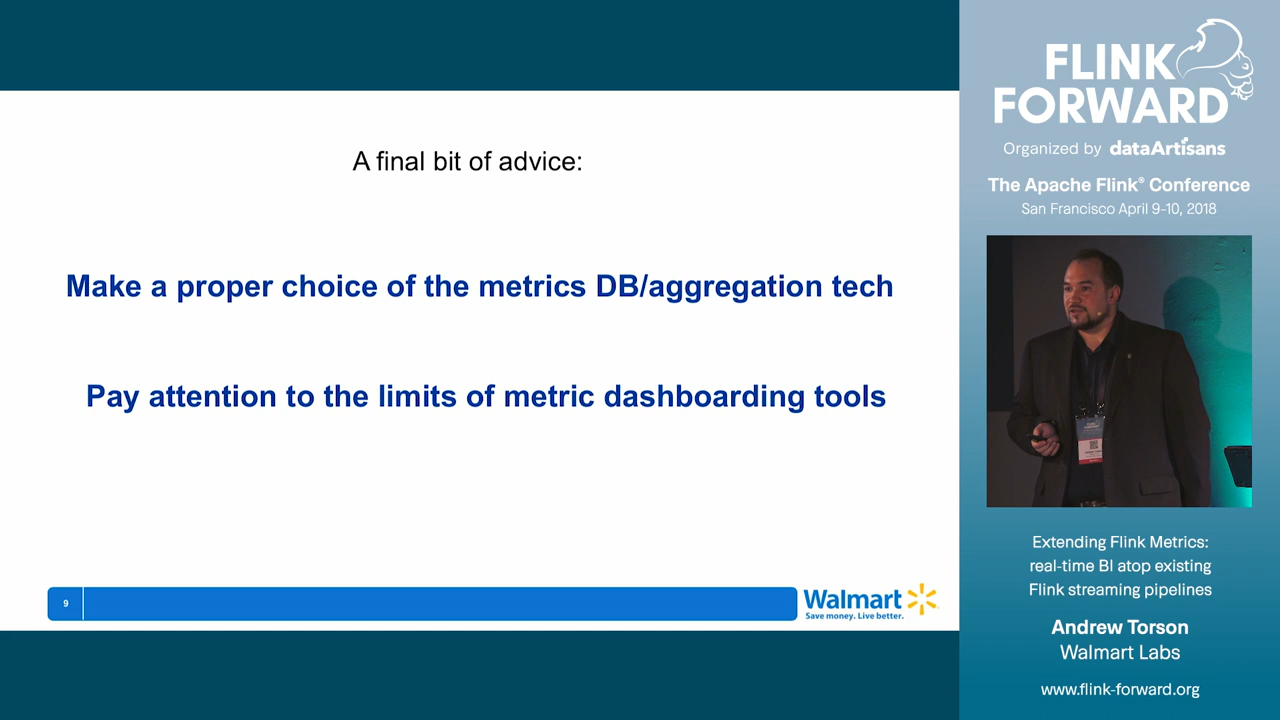 A final bit of advice:
Make a proper choice of the metrics DB/aggregation tech
Pay attention to the limits of metric dashboarding tools
9
Walmart
Save money. Live better.
FLINK
FORWARD
Organized by dataArtisans
The Apache Flink® Conference
San Francisco April 9-10, 2018
Extending Flink Metrics:
real-time BI atop existing
Flink streaming pipelines
Andrew Torson
Walmart Labs
www.flink-forward.org